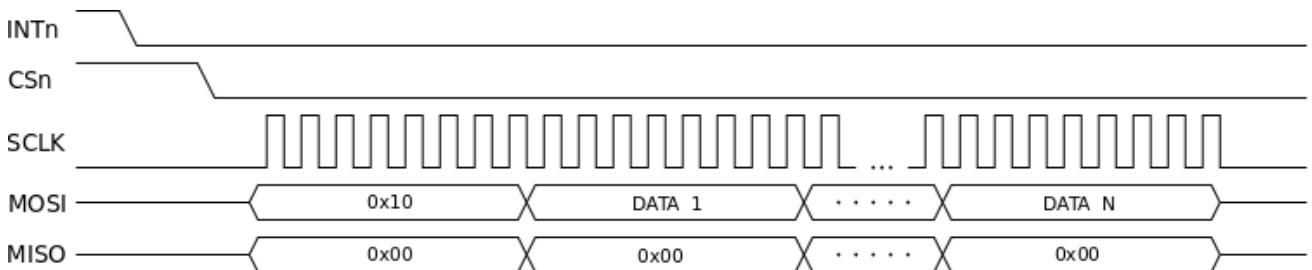 INTn
CSn
SCLK ...
MOSI 0x10 DATA 1 . . . . . DATA N
MISO 0x00 0x00 . . . . . 0x00